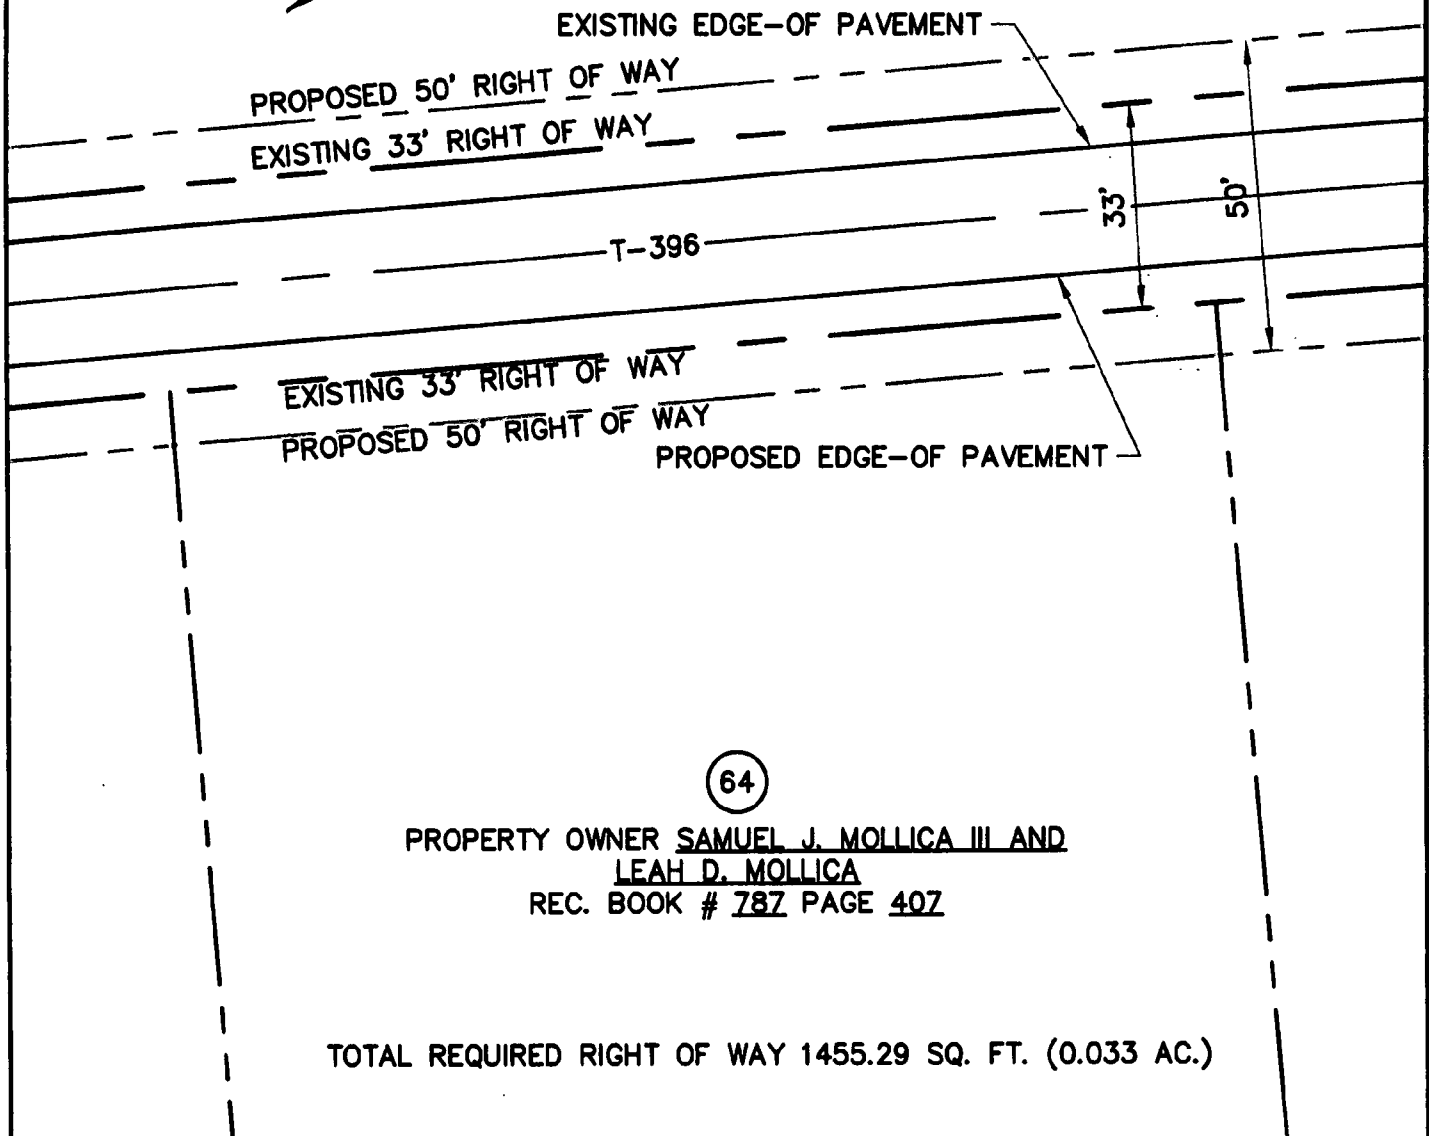 EXISTING EDGE-OF PAVEMENT
PROPOSED 50' RIGHT OF WAY
EXISTING 33' RIGHT OF WAY
33'
50'
T-396
EXISTING 33' RIGHT OF WAY
PROPOSED 50' RIGHT OF WAY
PROPOSED EDGE-OF PAVEMENT
64
PROPERTY OWNER SAMUEL J. MOLLICA III AND
LEAH D. MOLLICA
REC. BOOK # 787 PAGE 407
TOTAL REQUIRED RIGHT OF WAY 1455.29 SQ. FT. (0.033 AC.)